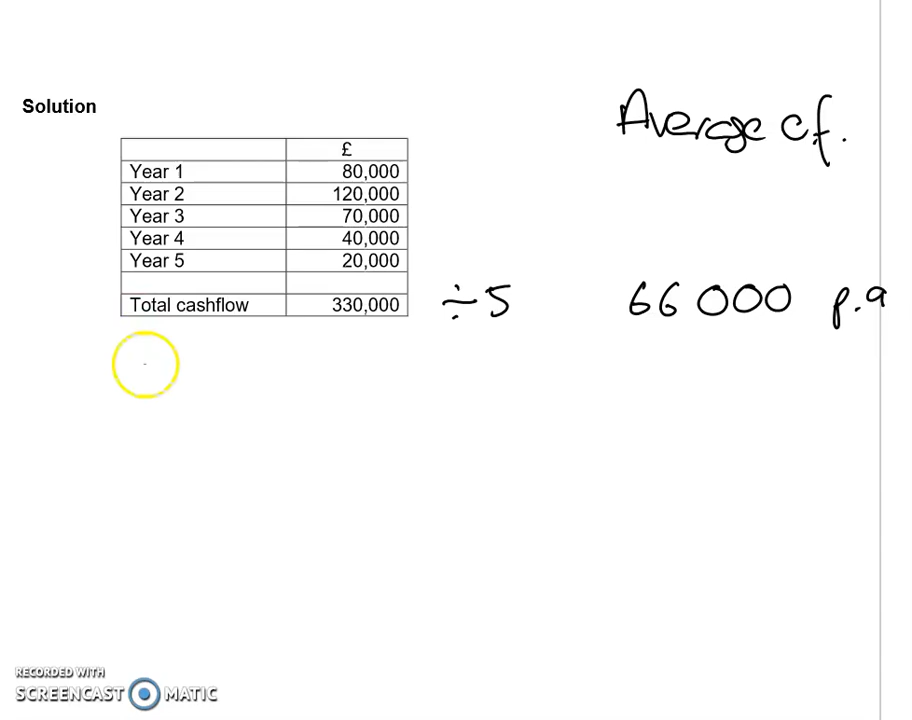 Solution
Average c.f.
£
Year 1 80,000
Year 2 120,000
Year 3 70,000
Year 4 40,000
Year 5 20,000
Total cashflow 330,000 ÷5 66 000 p.a
RECORDED WITH
SCREENCAST MATIC